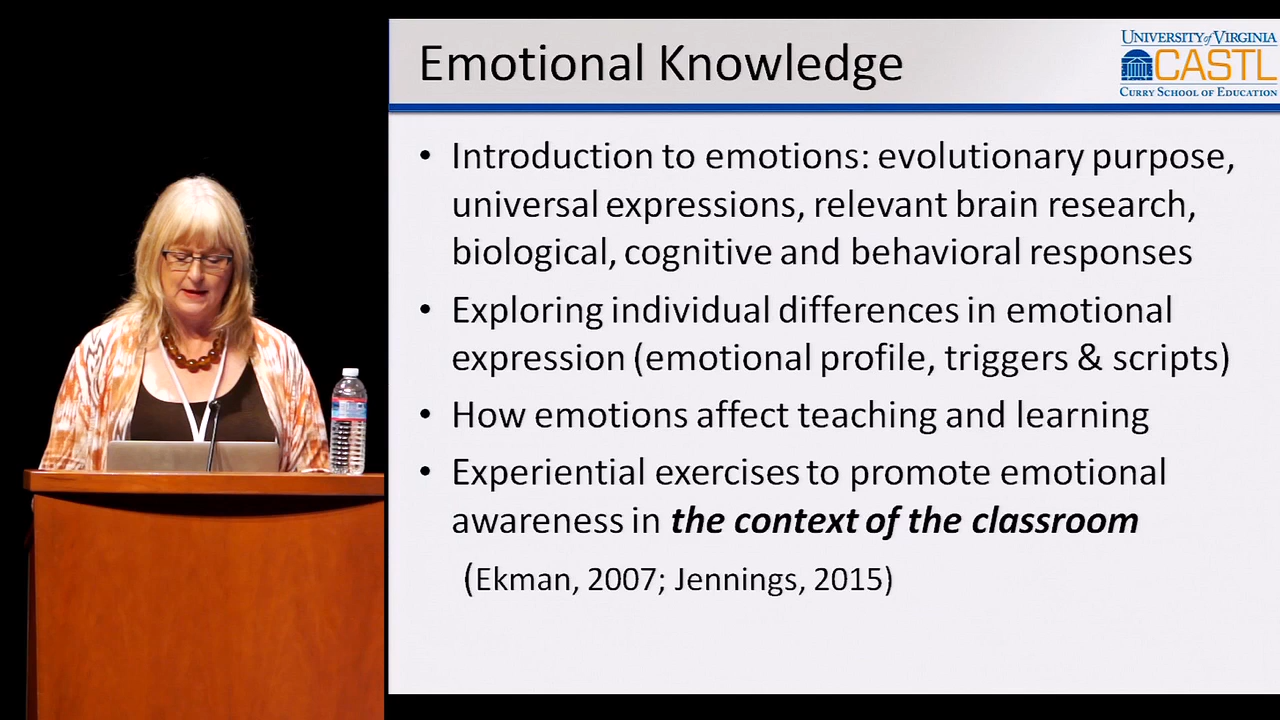 Emotional Knowledge
UNIVERSITY of VIRGINIA
CASTL
CURRY SCHOOL OF EDUCATION
• Introduction to emotions: evolutionary purpose,
universal expressions, relevant brain research,
biological, cognitive and behavioral responses
• Exploring individual differences in emotional
expression (emotional profile, triggers & scripts)
• How emotions affect teaching and learning
• Experiential exercises to promote emotional
awareness in the context of the classroom
(Ekman, 2007; Jennings, 2015)